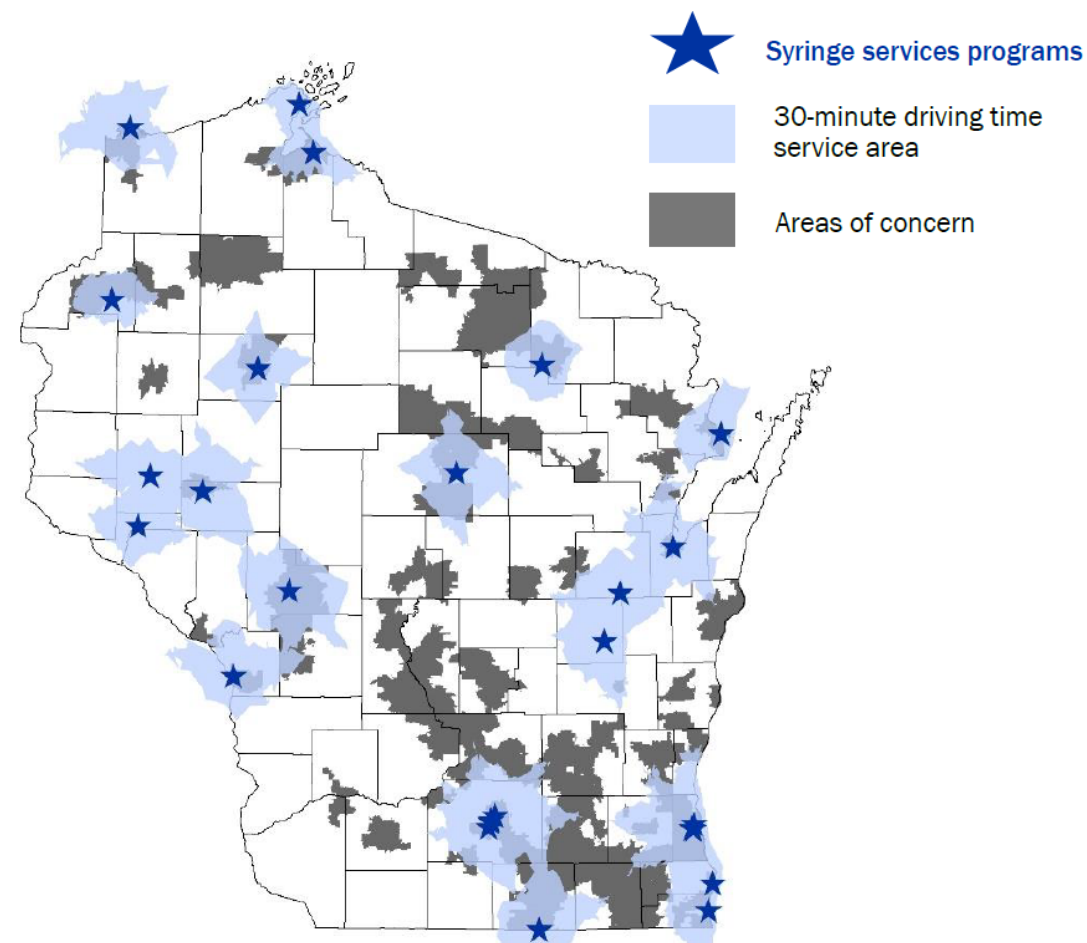 Syringe services programs
30-minute driving time
service area
Areas of concern